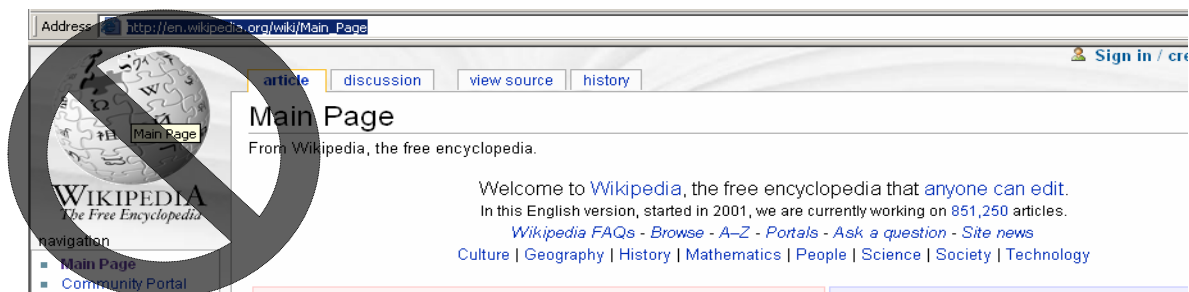 Address http://en.wikipedia.org/wiki/Main_Page
Sign in / cre
article discussion view source history
Main Page
Main Page
From Wikipedia, the free encyclopedia.
WIKIPEDIA
The Free Encyclopedia
Welcome to Wikipedia, the free encyclopedia that anyone can edit.
In this English version, started in 2001, we are currently working on 851,250 articles.
Wikipedia FAQs - Browse - A–Z - Portals - Ask a question - Site news
Culture | Geography | History | Mathematics | People | Science | Society | Technology
navigation
Main Page
Community Portal